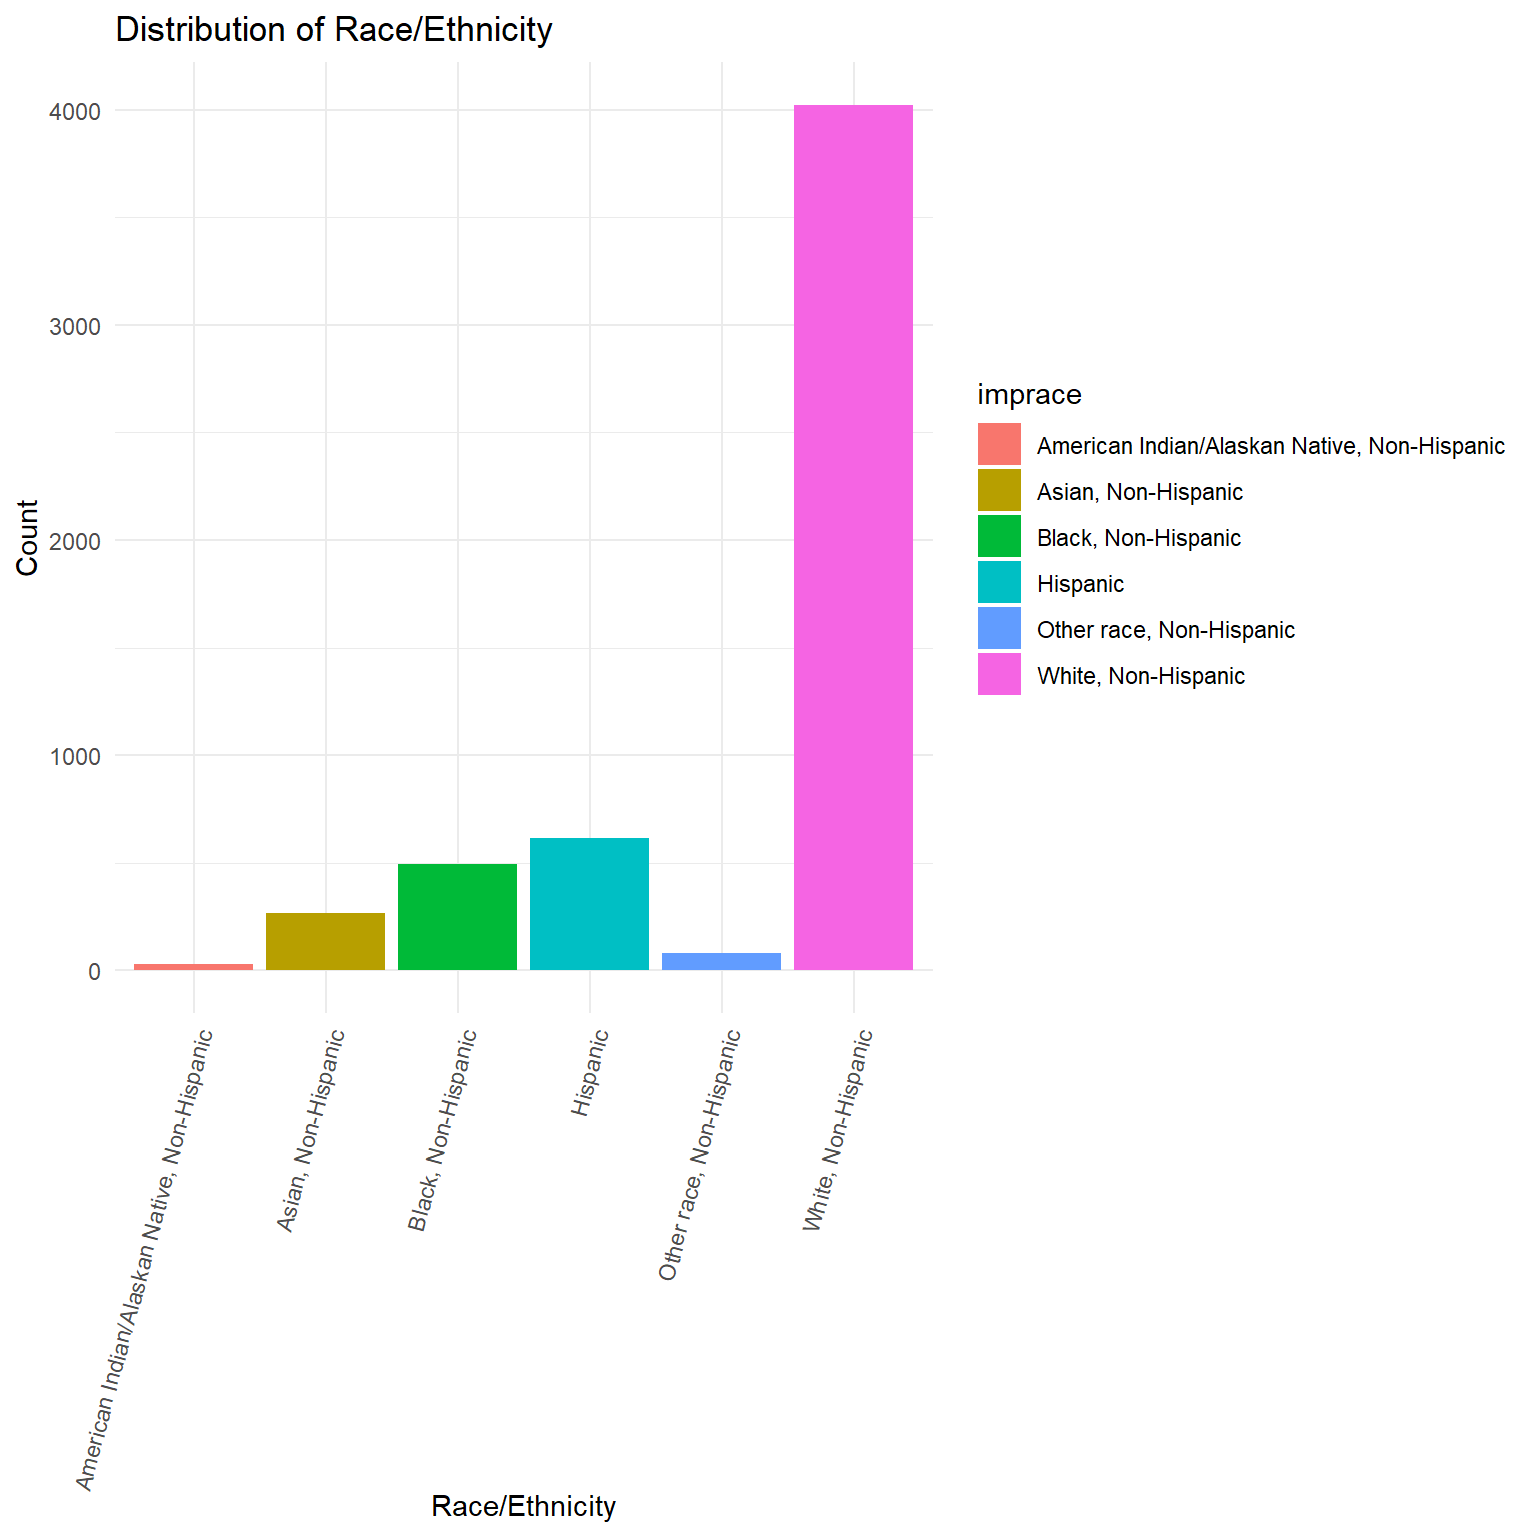 Distribution of Race/Ethnicity
4000
3000
2000
1000
0
Count
American Indian/Alaskan Native, Non-Hispanic
Asian, Non-Hispanic
Black, Non-Hispanic
Hispanic
Other race, Non-Hispanic
White, Non-Hispanic
Race/Ethnicity
imprace
American Indian/Alaskan Native, Non-Hispanic
Asian, Non-Hispanic
Black, Non-Hispanic
Hispanic
Other race, Non-Hispanic
White, Non-Hispanic